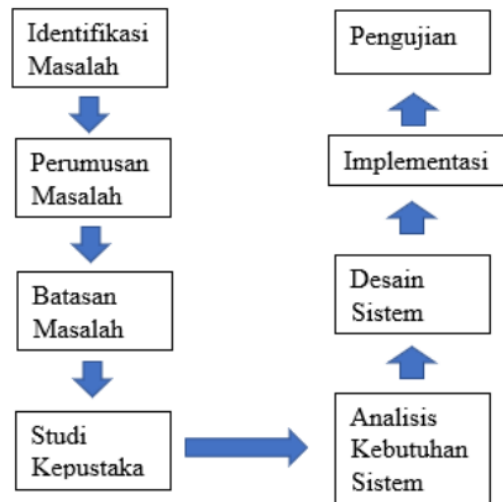 Identifikasi
Masalah
Perumusan
Masalah
Batasan
Masalah
Studi
Kepustaka
Analisis
Kebutuhan
Sistem
Desain
Sistem
Implementasi
Pengujian